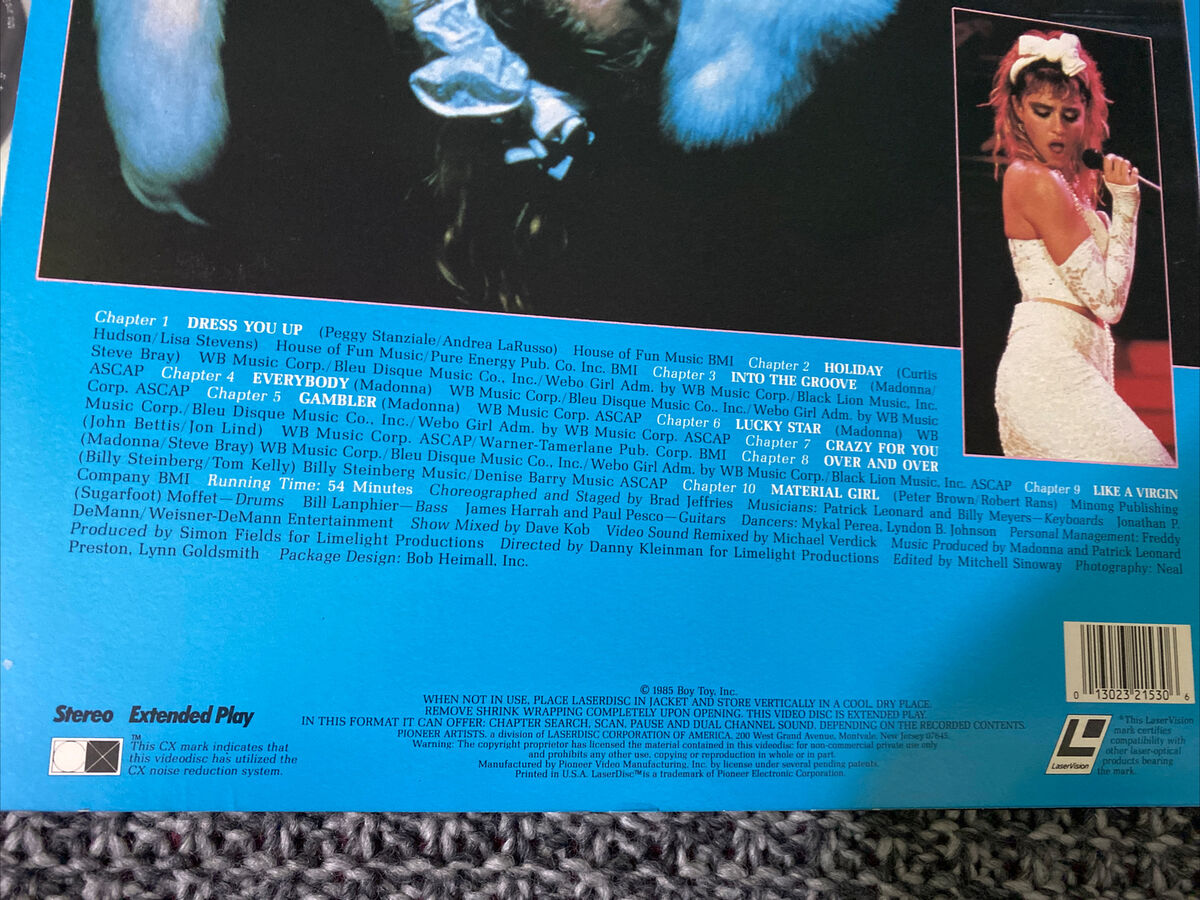 Chapter 1 DRESS YOU UP (Peggy Stanziale/Andrea LaRusso) House of Fun Music BMI Chapter 2 HOLIDAY (Curtis
Hudson/Lisa Stevens) House of Fun Music/Pure Energy Pub. Co. Inc. BMI Chapter 3 INTO THE GROOVE (Madonna/
Steve Bray) WB Music Corp./Bleu Disque Music Co., Inc./Webo Girl Adm. by WB Music Corp./Black Lion Music, Inc.
ASCAP Chapter 4 EVERYBODY (Madonna) WB Music Corp./Bleu Disque Music Co., Inc./Webo Girl Adm. by WB Music
Corp. ASCAP Chapter 5 GAMBLER (Madonna) WB Music Corp. ASCAP Chapter 6 LUCKY STAR (Madonna) WB
Music Corp./Bleu Disque Music Co., Inc./Webo Girl Adm. by WB Music Corp. ASCAP Chapter 7 CRAZY FOR YOU
(John Bettis/Jon Lind) WB Music Corp. ASCAP/Warner-Tamerlane Pub. Corp. BMI Chapter 8 OVER AND OVER
(Madonna/Steve Bray) WB Music Corp./Bleu Disque Music Co., Inc./Webo Girl Adm. by WB Music Corp./Black Lion Music, Inc. ASCAP Chapter 9 LIKE A VIRGIN
(Billy Steinberg/Tom Kelly) Billy Steinberg Music/Denise Barry Music ASCAP Chapter 10 MATERIAL GIRL (Peter Brown/Robert Rans) Minong Publishing
Company BMI Running Time: 54 Minutes Choreographed and Staged by Brad Jeffries Musicians: Patrick Leonard and Billy Meyers—Keyboards Jonathan P.
(Sugarfoot) Moffet—Drums Bill Lanphier—Bass James Harrah and Paul Pesco—Guitars Dancers: Mykal Perea, Lyndon B. Johnson Personal Management: Freddy
DeMann/Weisner-DeMann Entertainment Show Mixed by Dave Kob Video Sound Remixed by Michael Verdick Music Produced by Madonna and Patrick Leonard
Produced by Simon Fields for Limelight Productions Directed by Danny Kleinman for Limelight Productions Edited by Mitchell Sinoway Photography: Neal
Preston, Lynn Goldsmith Package Design: Bob Heimall, Inc.
Stereo Extended Play
TM
This CX mark indicates that
this videodisc has utilized the
CX noise reduction system.
© 1985 Boy Toy, Inc.
WHEN NOT IN USE, PLACE LASERDISC IN JACKET AND STORE VERTICALLY IN A COOL, DRY PLACE.
REMOVE SHRINK WRAPPING COMPLETELY UPON OPENING. THIS VIDEO DISC IS EXTENDED PLAY.
IN THIS FORMAT IT CAN OFFER: CHAPTER SEARCH, SCAN, PAUSE AND DUAL CHANNEL SOUND, DEPENDING ON THE RECORDED CONTENTS.
PIONEER ARTISTS, a division of LASERDISC CORPORATION OF AMERICA, 200 West Grand Avenue, Montvale, New Jersey 07645.
Warning: The copyright proprietor has licensed the material contained in this videodisc for non-commercial private use only
and prohibits any other use, copying or reproduction in whole or in part.
Manufactured by Pioneer Video Manufacturing, Inc. by license under several pending patents.
Printed in U.S.A. LaserDisc™ is a trademark of Pioneer Electronic Corporation.
0 13023 21530 6
LaserVision
*This LaserVision
mark certifies
compatibility with
other laser-optical
products bearing
the mark.